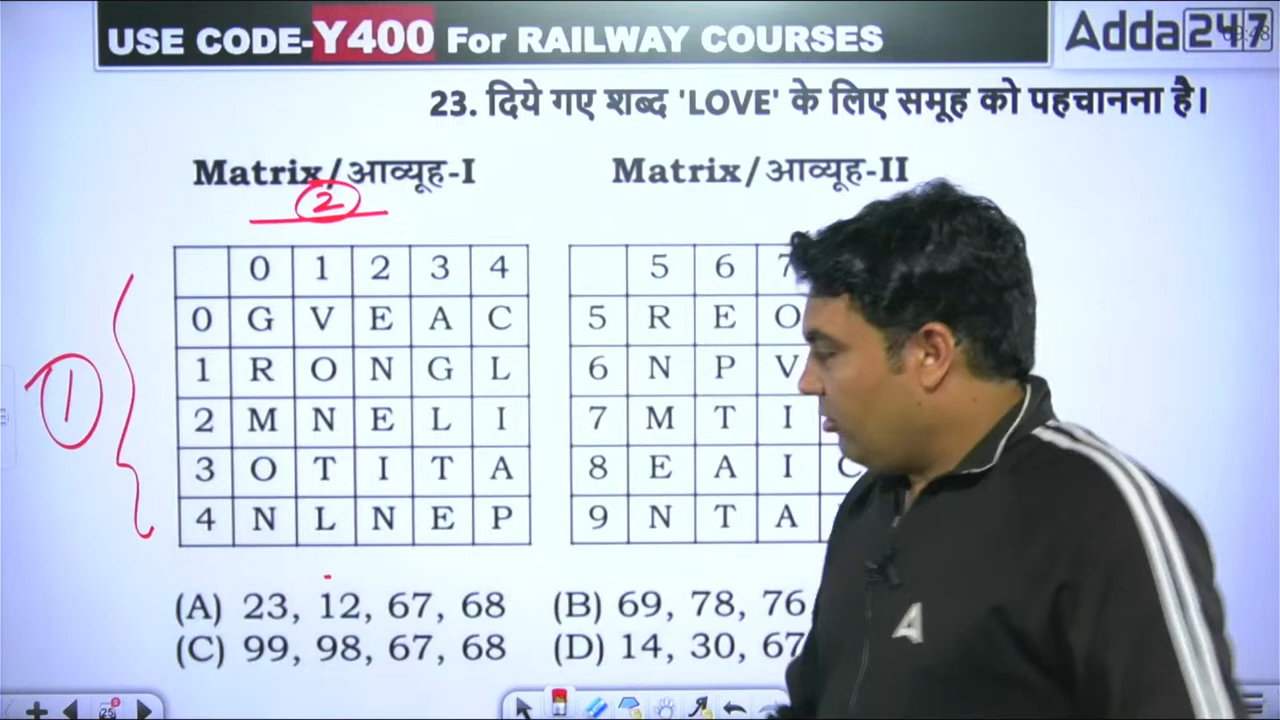 USE CODE-Y400 For RAILWAY COURSES
Adda247
23. दिये गए शब्द 'LOVE' के लिए समूह को पहचानना है।
Matrix/आव्यूह-I
Matrix/आव्यूह-II
2
1
0 1 2 3 4
0 G V E A C
1 R O N G L
2 M N E L I
3 O T I T A
4 N L N E P
5 6 7
5 R E O
6 N P V
7 M T I
8 E A I C
9 N T A
(A) 23, 12, 67, 68 (B) 69, 78, 76
(C) 99, 98, 67, 68 (D) 14, 30, 67